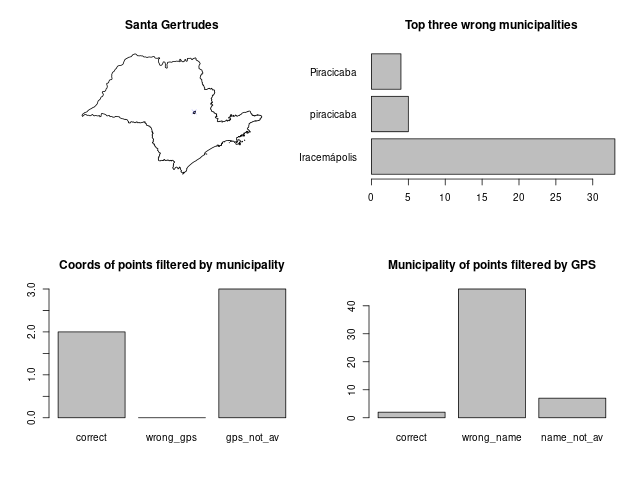 Santa Gertrudes
Top three wrong municipalities
Piracicaba
piracicaba
Iracemápolis
0 5 10 15 20 25 30
Coords of points filtered by municipality
3.0
2.0
1.0
0.0
correct wrong_gps gps_not_av
Municipality of points filtered by GPS
40
30
20
10
0
correct wrong_name name_not_av